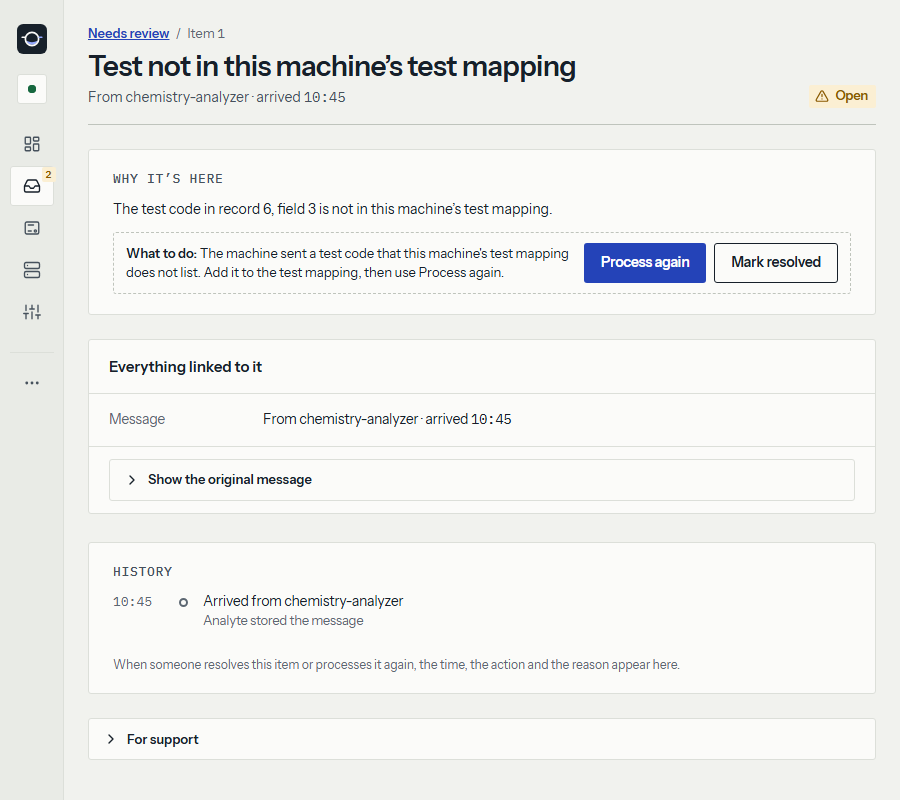 Needs review / Item 1
Test not in this machine’s test mapping
From chemistry-analyzer · arrived 10:45
Open
2
WHY IT’S HERE
The test code in record 6, field 3 is not in this machine’s test mapping.
What to do: The machine sent a test code that this machine's test mapping
does not list. Add it to the test mapping, then use Process again.
Process again
Mark resolved
Everything linked to it
Message From chemistry-analyzer · arrived 10:45
Show the original message
HISTORY
10:45 Arrived from chemistry-analyzer
Analyte stored the message
When someone resolves this item or processes it again, the time, the action and the reason appear here.
For support